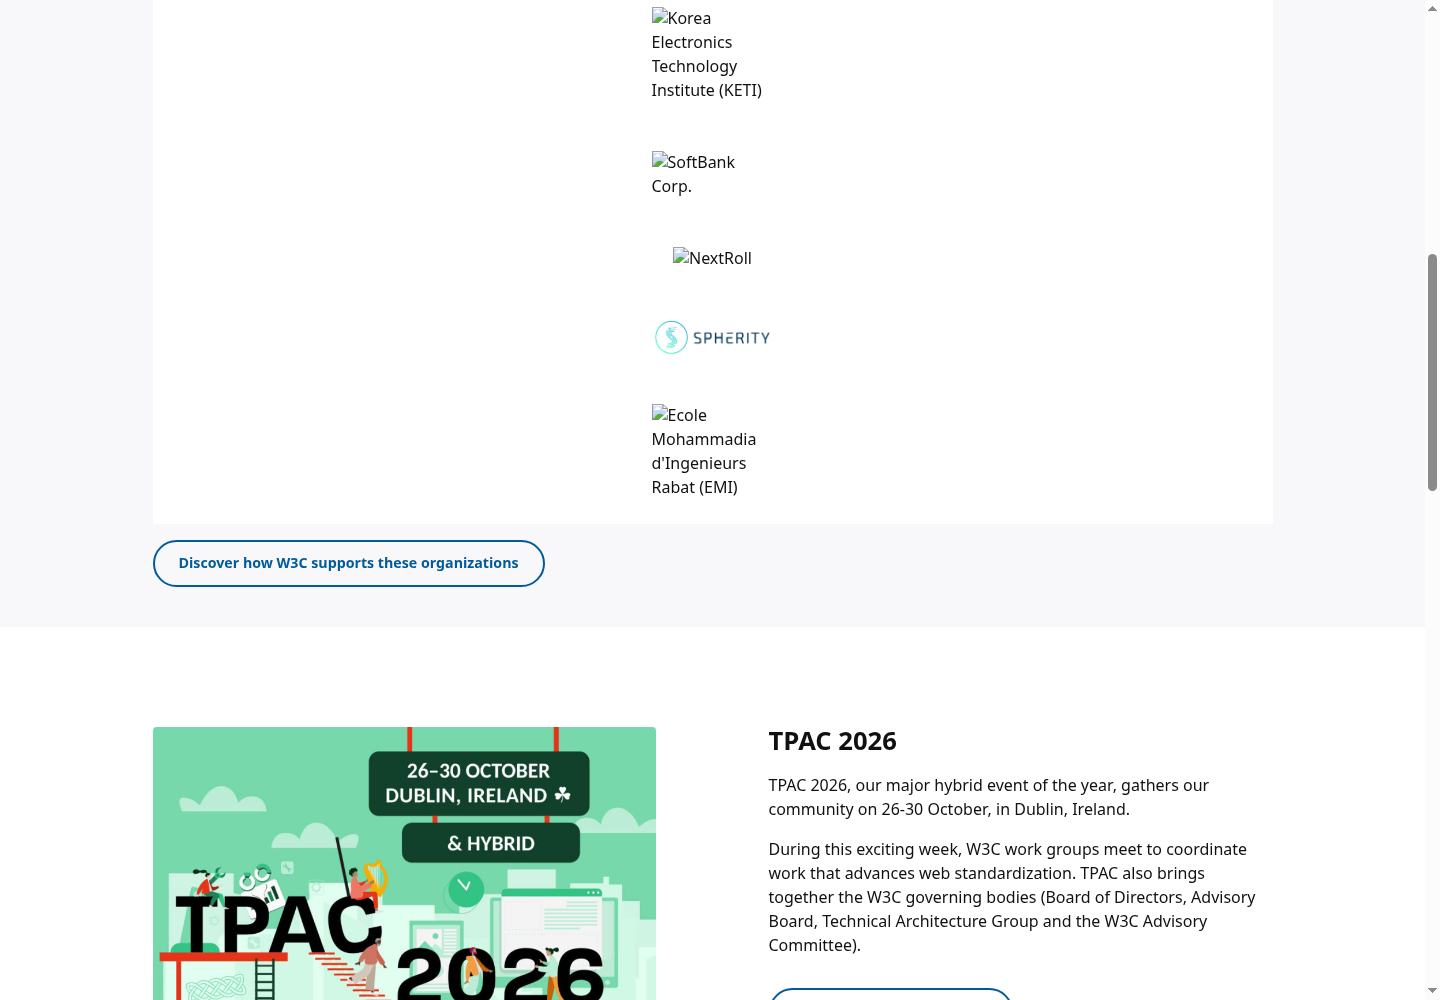 Korea
Electronics
Technology
Institute (KETI)
SoftBank
Corp.
NextRoll
SPHERITY
Ecole
Mohammadia
d'Ingenieurs
Rabat (EMI)
Discover how W3C supports these organizations
26–30 OCTOBER
DUBLIN, IRELAND ☘
& HYBRID
TPAC
2026
TPAC 2026
TPAC 2026, our major hybrid event of the year, gathers our
community on 26-30 October, in Dublin, Ireland.
During this exciting week, W3C work groups meet to coordinate
work that advances web standardization. TPAC also brings
together the W3C governing bodies (Board of Directors, Advisory
Board, Technical Architecture Group and the W3C Advisory
Committee).